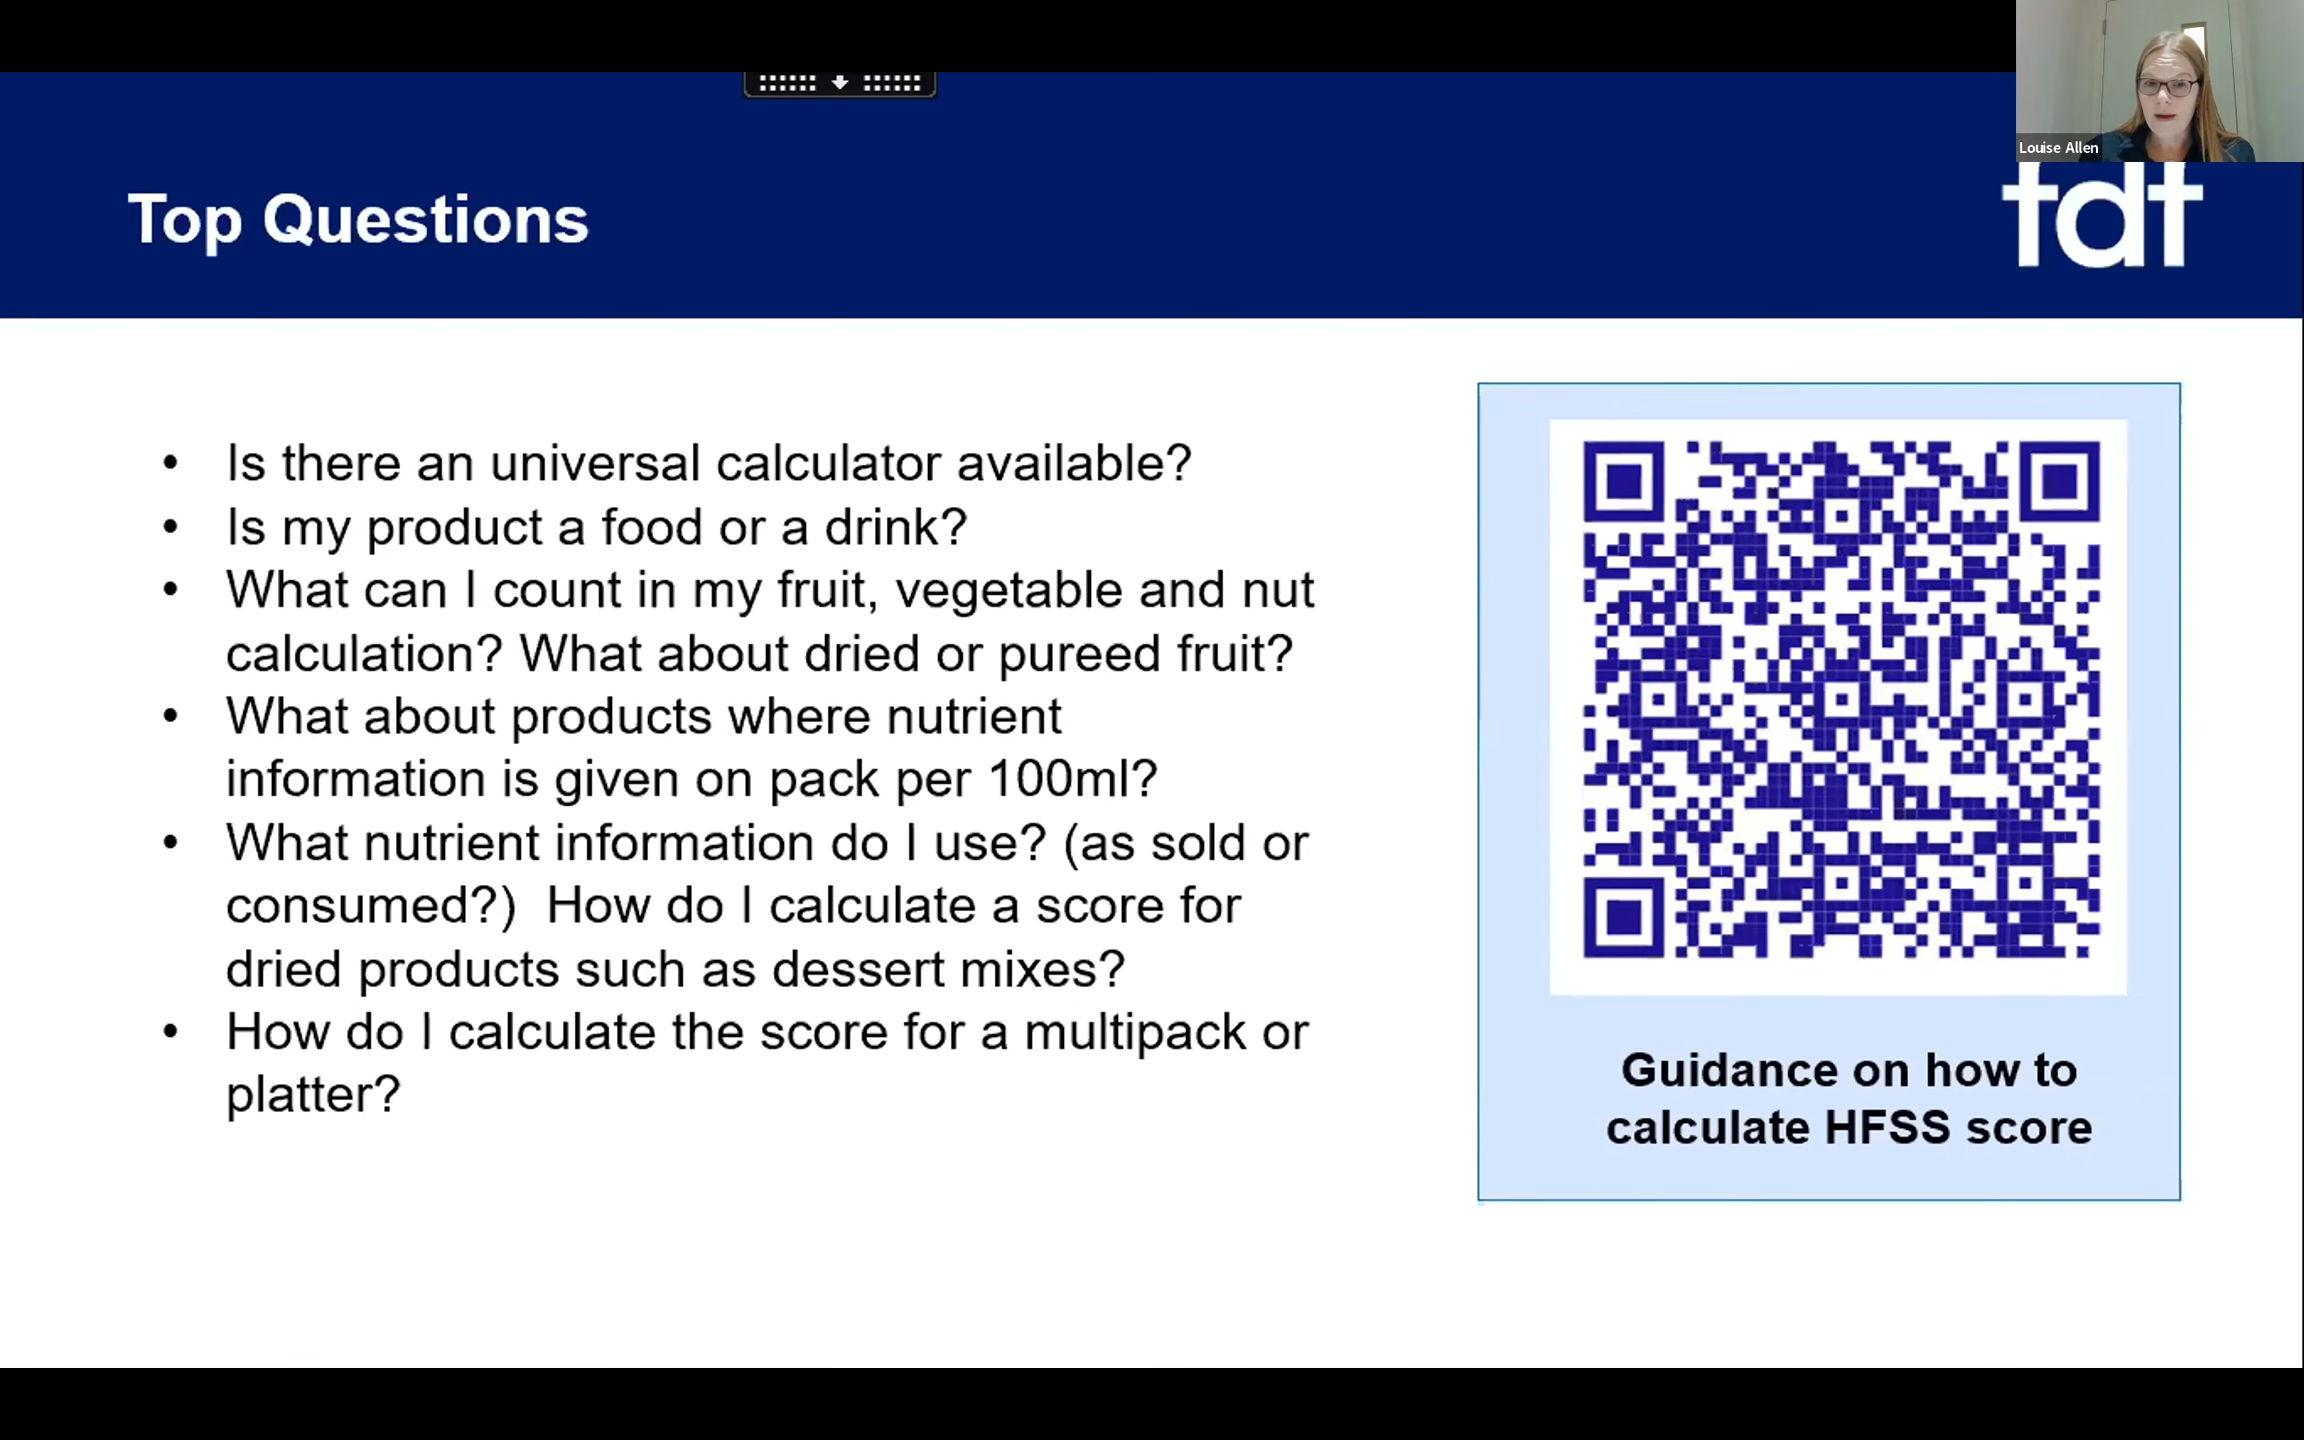 Louise Allen
tdt
Top Questions
• Is there an universal calculator available?
• Is my product a food or a drink?
• What can I count in my fruit, vegetable and nut
calculation? What about dried or pureed fruit?
• What about products where nutrient
information is given on pack per 100ml?
• What nutrient information do I use? (as sold or
consumed?)  How do I calculate a score for
dried products such as dessert mixes?
• How do I calculate the score for a multipack or
platter?
Guidance on how to
calculate HFSS score